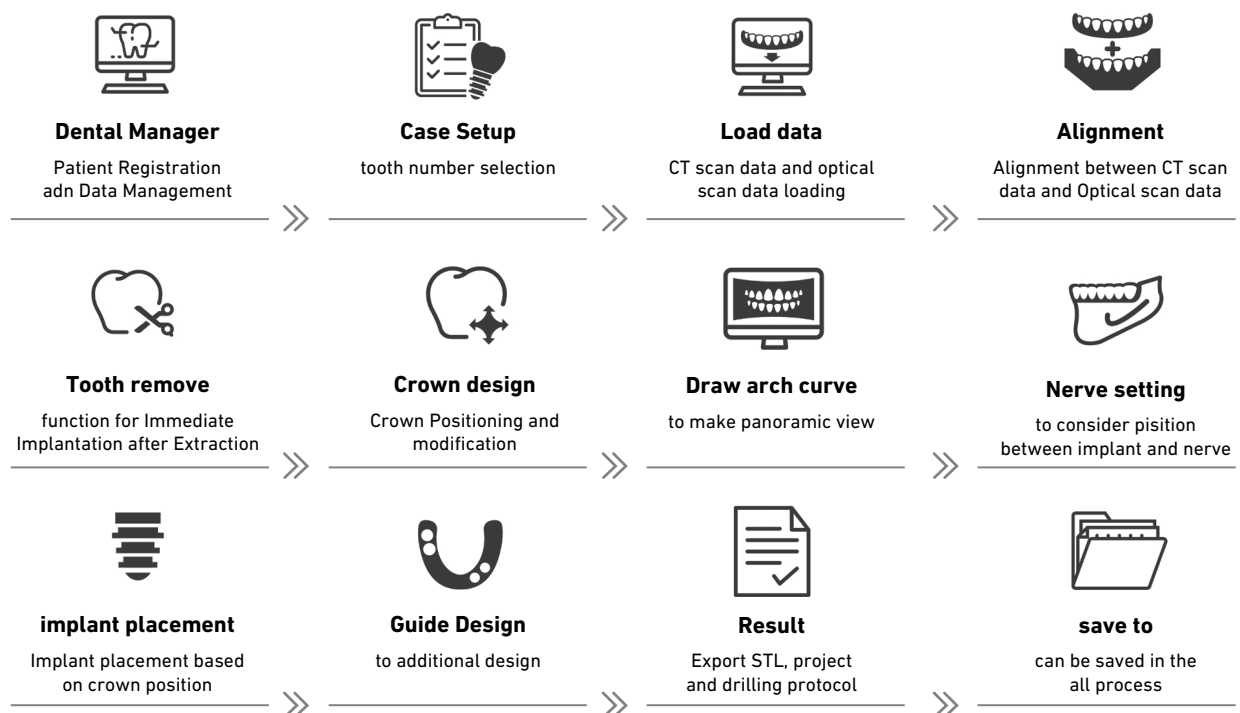 Dental Manager
Patient Registration
adn Data Management
Case Setup
tooth number selection
Load data
CT scan data and optical
scan data loading
Alignment
Alignment between CT scan
data and Optical scan data
Tooth remove
function for Immediate
Implantation after Extraction
Crown design
Crown Positioning and
modification
Draw arch curve
to make panoramic view
Nerve setting
to consider pisition
between implant and nerve
implant placement
Implant placement based
on crown position
Guide Design
to additional design
Result
Export STL, project
and drilling protocol
save to
can be saved in the
all process